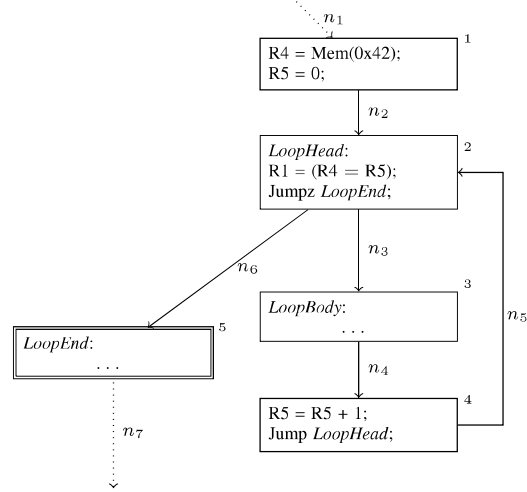 n1
1
R4 = Mem(0x42);
R5 = 0;
n2
2
LoopHead:
R1 = (R4 = R5);
Jumpz LoopEnd;
n6
n3
3
LoopBody:
...
n5
5
LoopEnd:
...
n4
4
R5 = R5 + 1;
Jump LoopHead;
n7